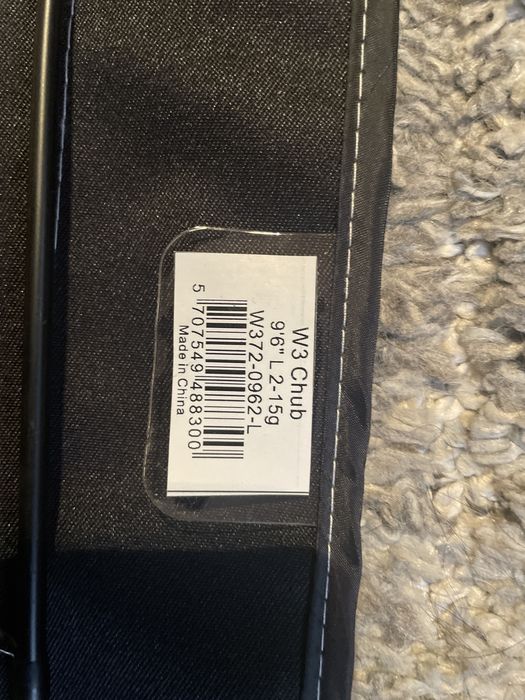 W3 Chub
9'6" L 2-15g
W372-0962-L
5 707549 488300
Made in China